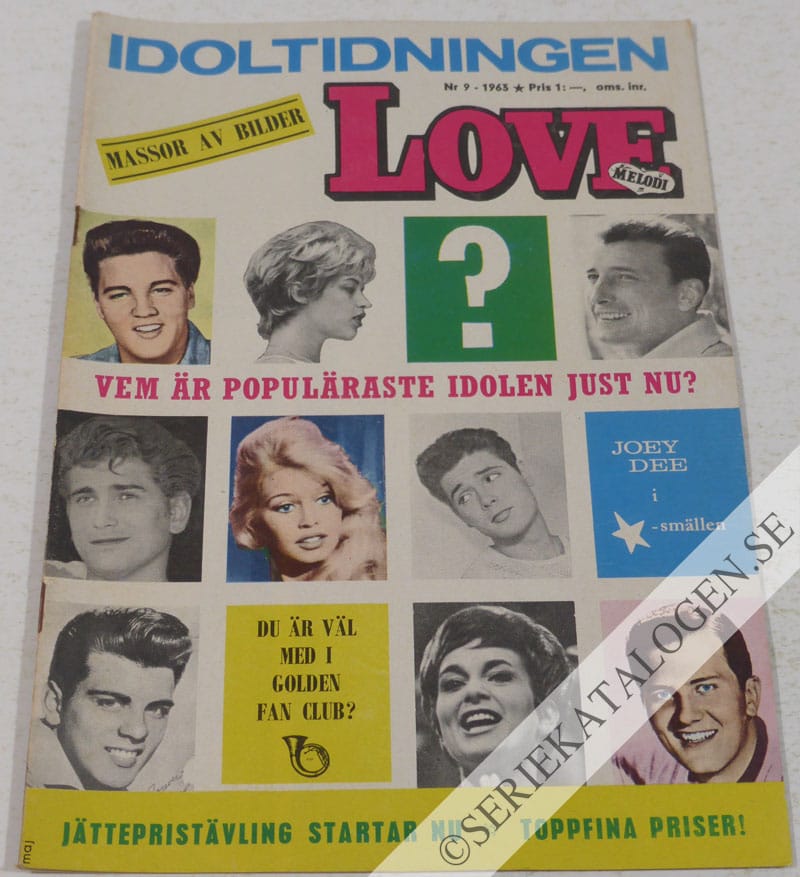 IDOLTIDNINGEN
Nr 9 - 1963 ★ Pris 1:—, oms. inr.
MASSOR AV BILDER
LOVE
MELODI
?
VEM ÄR POPULÄRASTE IDOLEN JUST NU?
JOEY
DEE
i
-smällen
DU ÄR VÄL
MED I
GOLDEN
FAN CLUB?
JÄTTEPRISTÄVLING STARTAR NU TOPPFINA PRISER!
maj
©SERIEKATALOGEN.SE